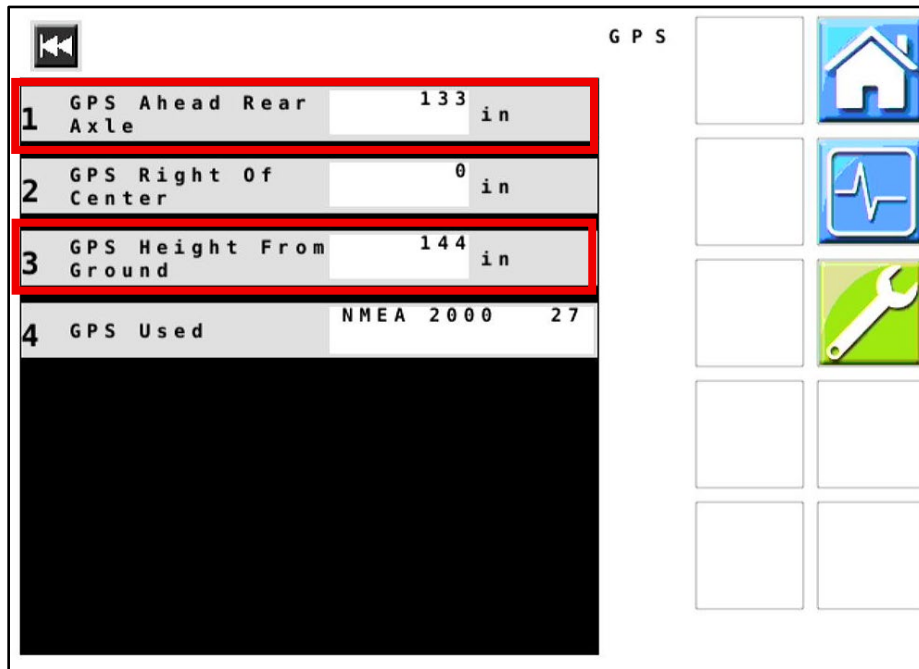 GPS
1 GPS Ahead Rear Axle 133 in
2 GPS Right Of Center 0 in
3 GPS Height From Ground 144 in
4 GPS Used NMEA 2000 27